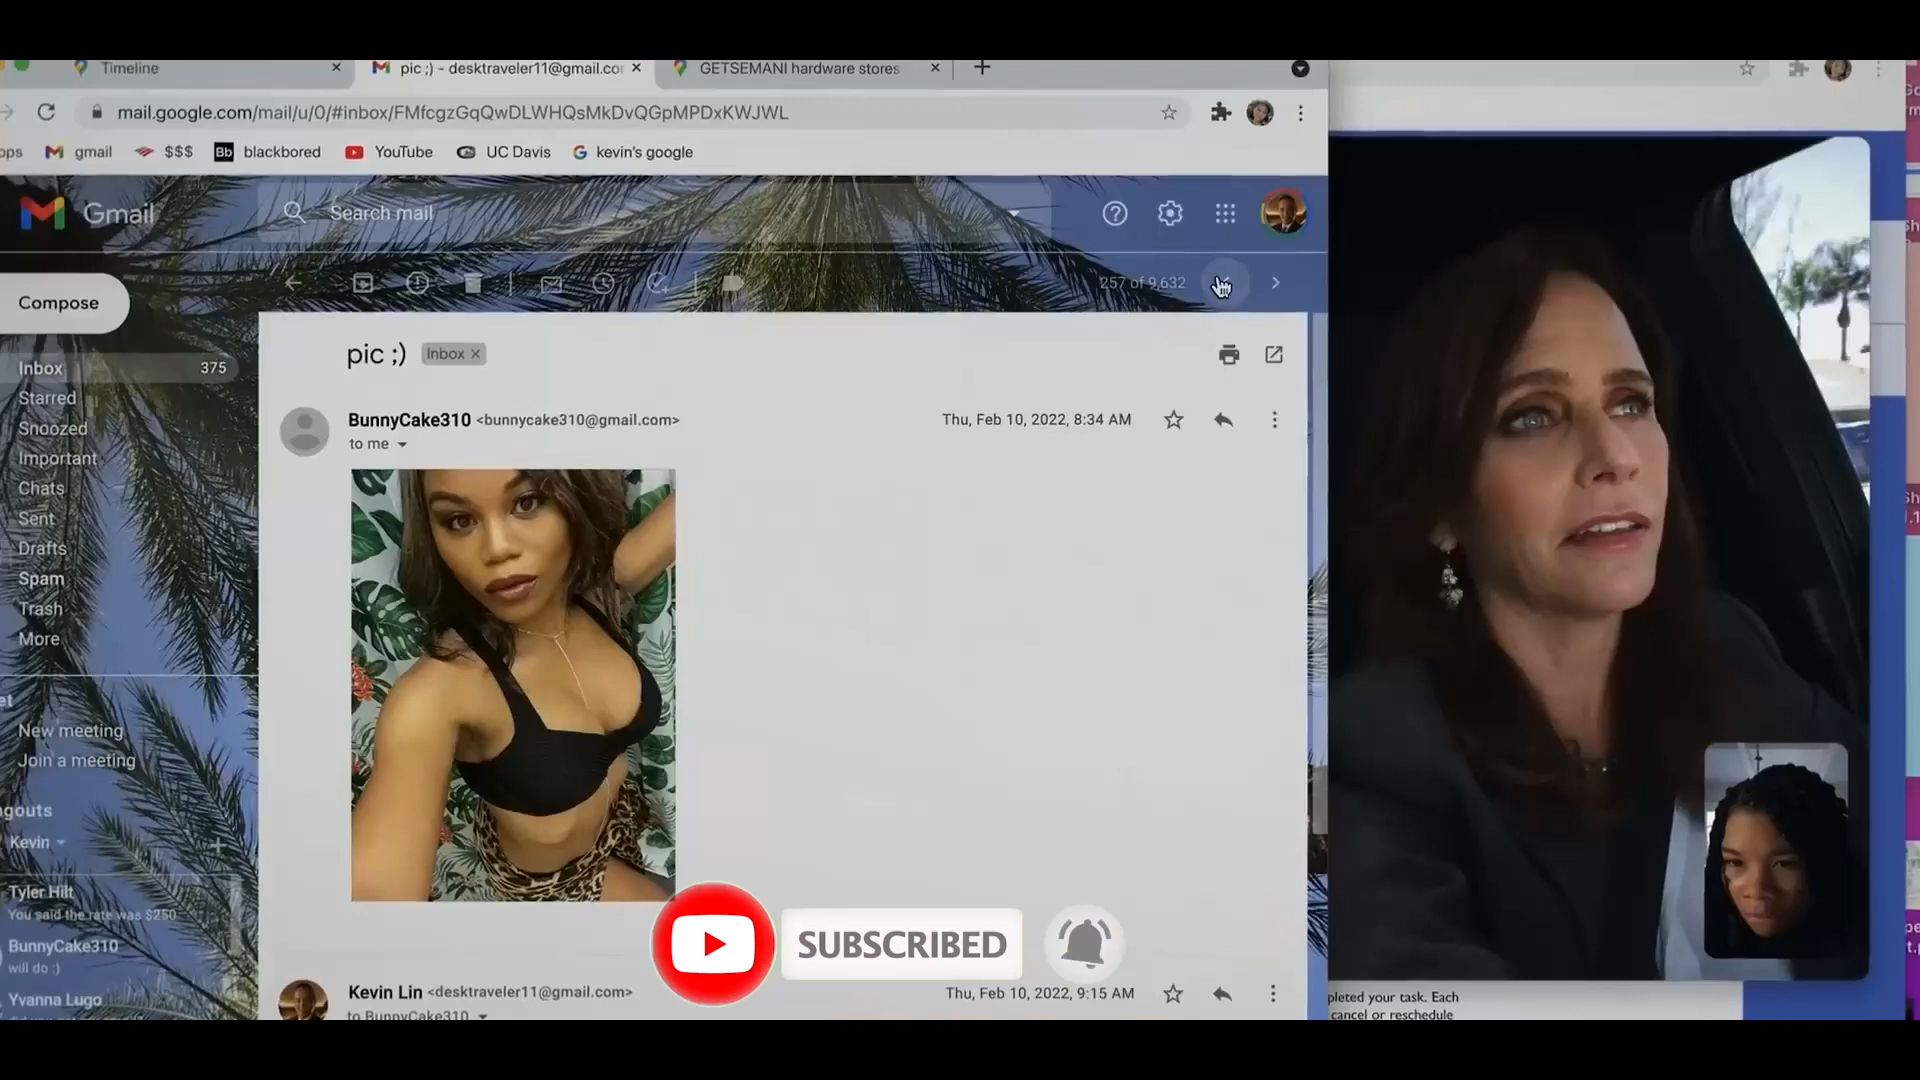 Timeline
pic ;) - desktraveler11@gmail.co
GETSEMANI hardware stores
mail.google.com/mail/u/0/#inbox/FMfcgzGqQwDLWHQsMkDvQGpMPDxKWJWL
pps
gmail
$$$
Bb
blackbored
YouTube
UC Davis
kevin's google
Gmail
Search mail
257 of 9,632
Compose
pic ;)
Inbox ×
Inbox 375
Starred
Snoozed
Important
Chats
Sent
Drafts
Spam
Trash
More
BunnyCake310 <bunnycake310@gmail.com>
Thu, Feb 10, 2022, 8:34 AM
to me
et
New meeting
Join a meeting
ngouts
Kevin
Tyler Hilt
You said the rate was $250
BunnyCake310
will do :)
Yvanna Lugo
SUBSCRIBED
Kevin Lin <desktraveler11@gmail.com>
Thu, Feb 10, 2022, 9:15 AM
to BunnyCake310
pleted your task. Each
cancel or reschedule